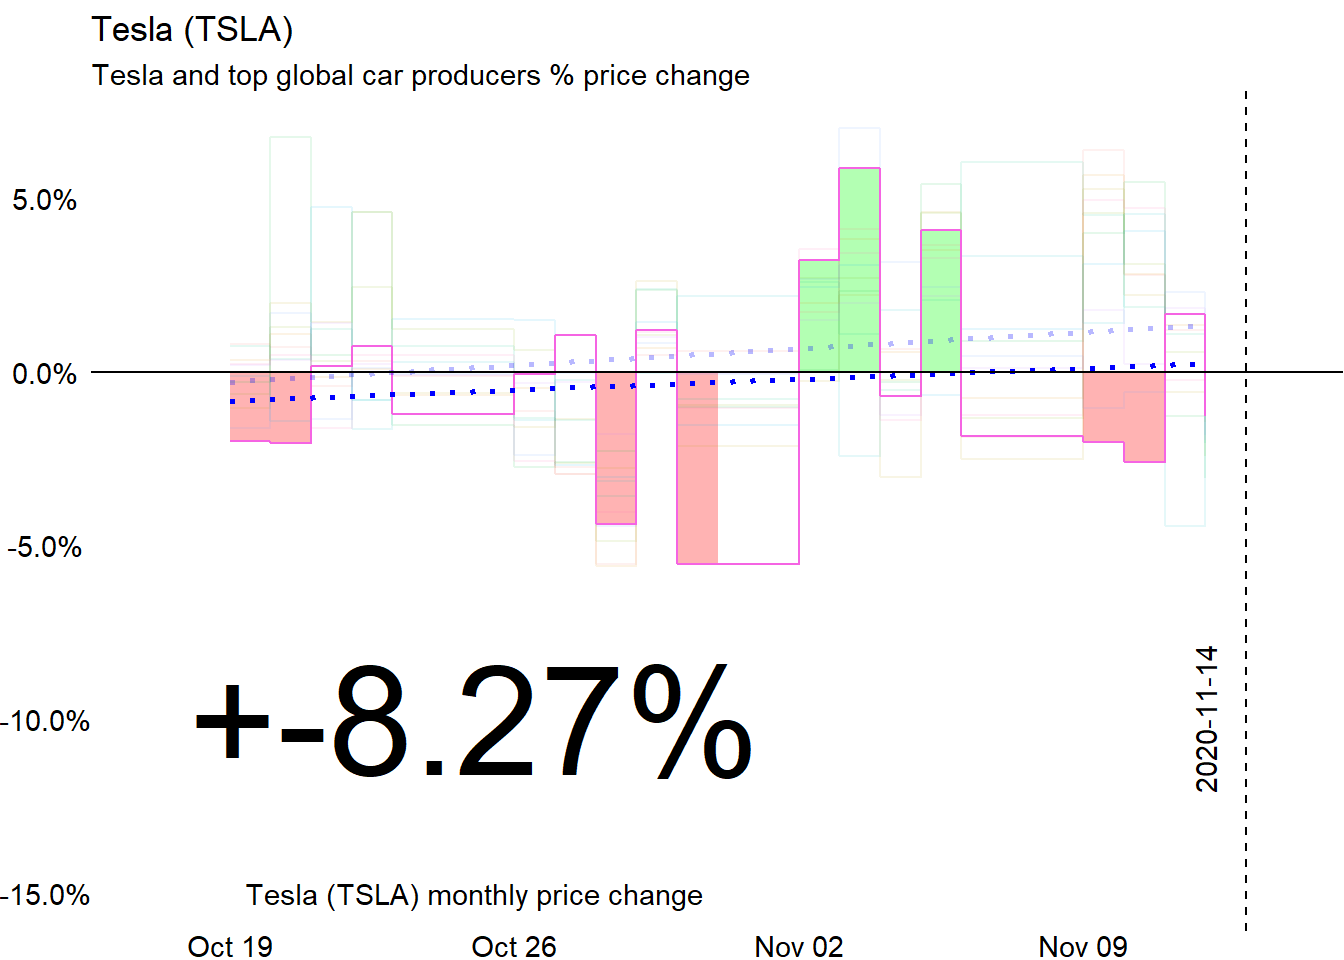 Tesla (TSLA)
Tesla and top global car producers % price change
5.0%
0.0%
-5.0%
-10.0%
-15.0%
+-8.27%
2020-11-14
Tesla (TSLA) monthly price change
Oct 19 Oct 26 Nov 02 Nov 09